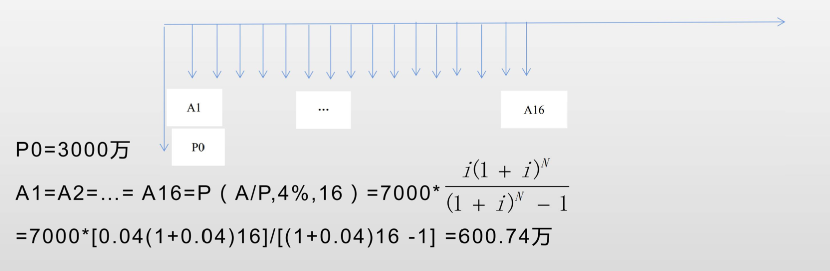 A1 ... A16
P0
P0=3000万
A1=A2=...= A16=P（A/P,4%,16）=7000* i(1 + i)^N / (1 + i)^N - 1
=7000*[0.04(1+0.04)16]/[(1+0.04)16 -1] =600.74万